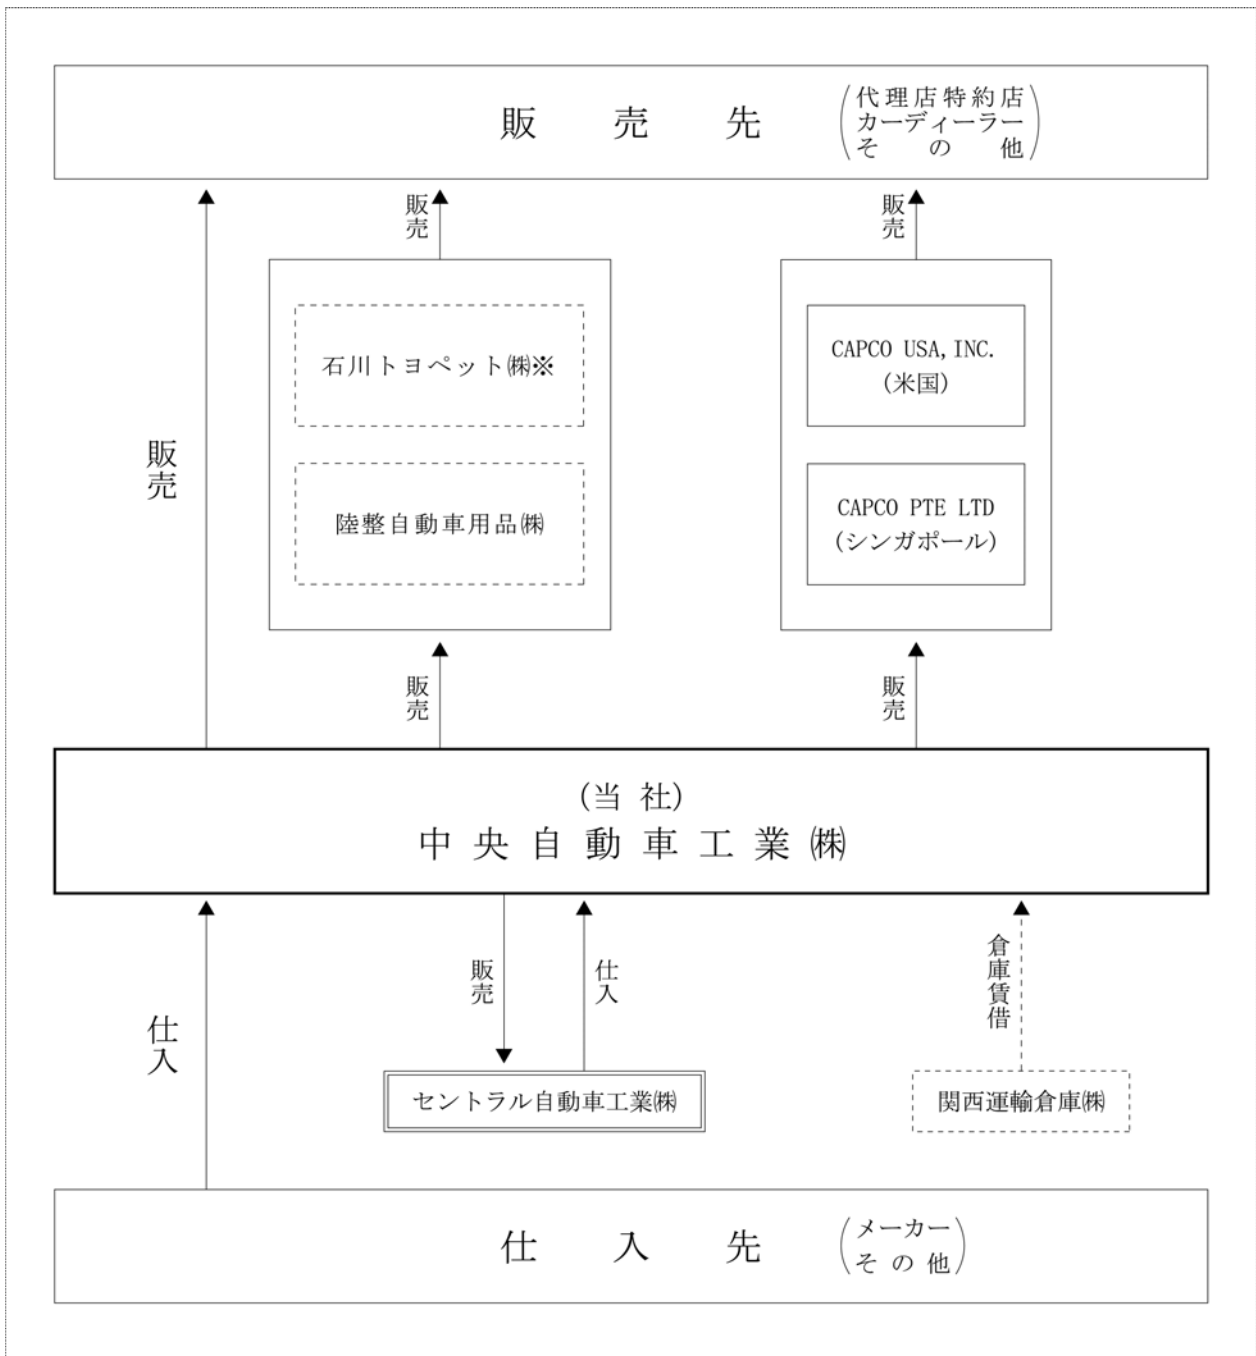 販売先
代理店特約店
カーディーラー
その他
販売
販売
販売
石川トヨペット㈱※
CAPCO USA, INC.
(米国)
陸整自動車用品㈱
CAPCO PTE LTD
(シンガポール)
販売
販売
(当社)
中央自動車工業㈱
仕入
販売
仕入
倉庫賃借
セントラル自動車工業㈱
関西運輸倉庫㈱
仕入先
メーカー
その他